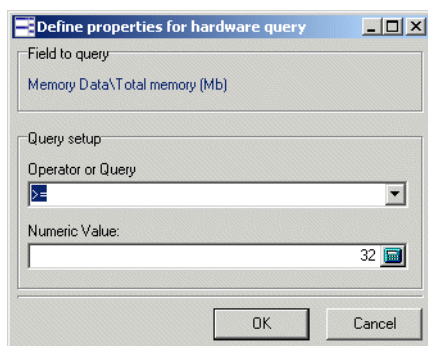 Define properties for hardware query
Field to query
Memory Data\Total memory (Mb)
Query setup
Operator or Query
>=
Numeric Value:
32
OK Cancel